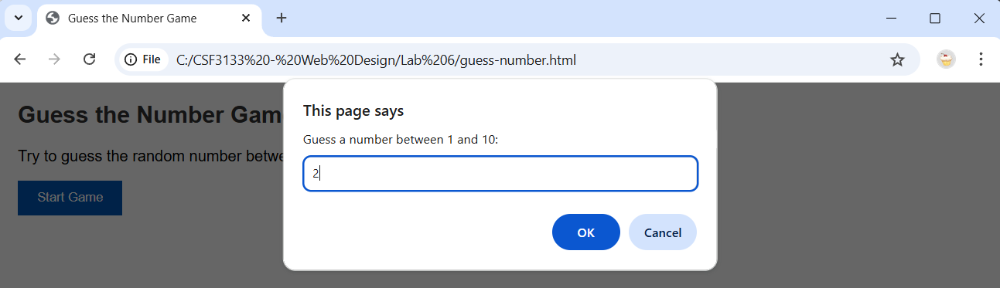 Guess the Number Game
File
C:/CSF3133%20-%20Web%20Design/Lab%206/guess-number.html
Guess the Number Gam
Try to guess the random number betwe
Start Game
This page says
Guess a number between 1 and 10:
2
OK
Cancel